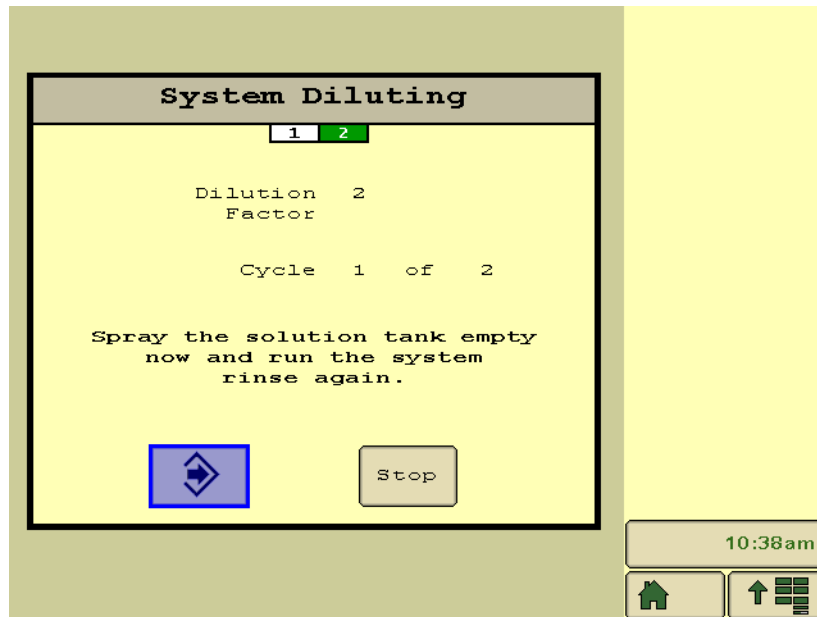 System Diluting
1 2
Dilution 2
Factor
Cycle 1 of 2
Spray the solution tank empty
now and run the system
rinse again.
Stop
10:38am